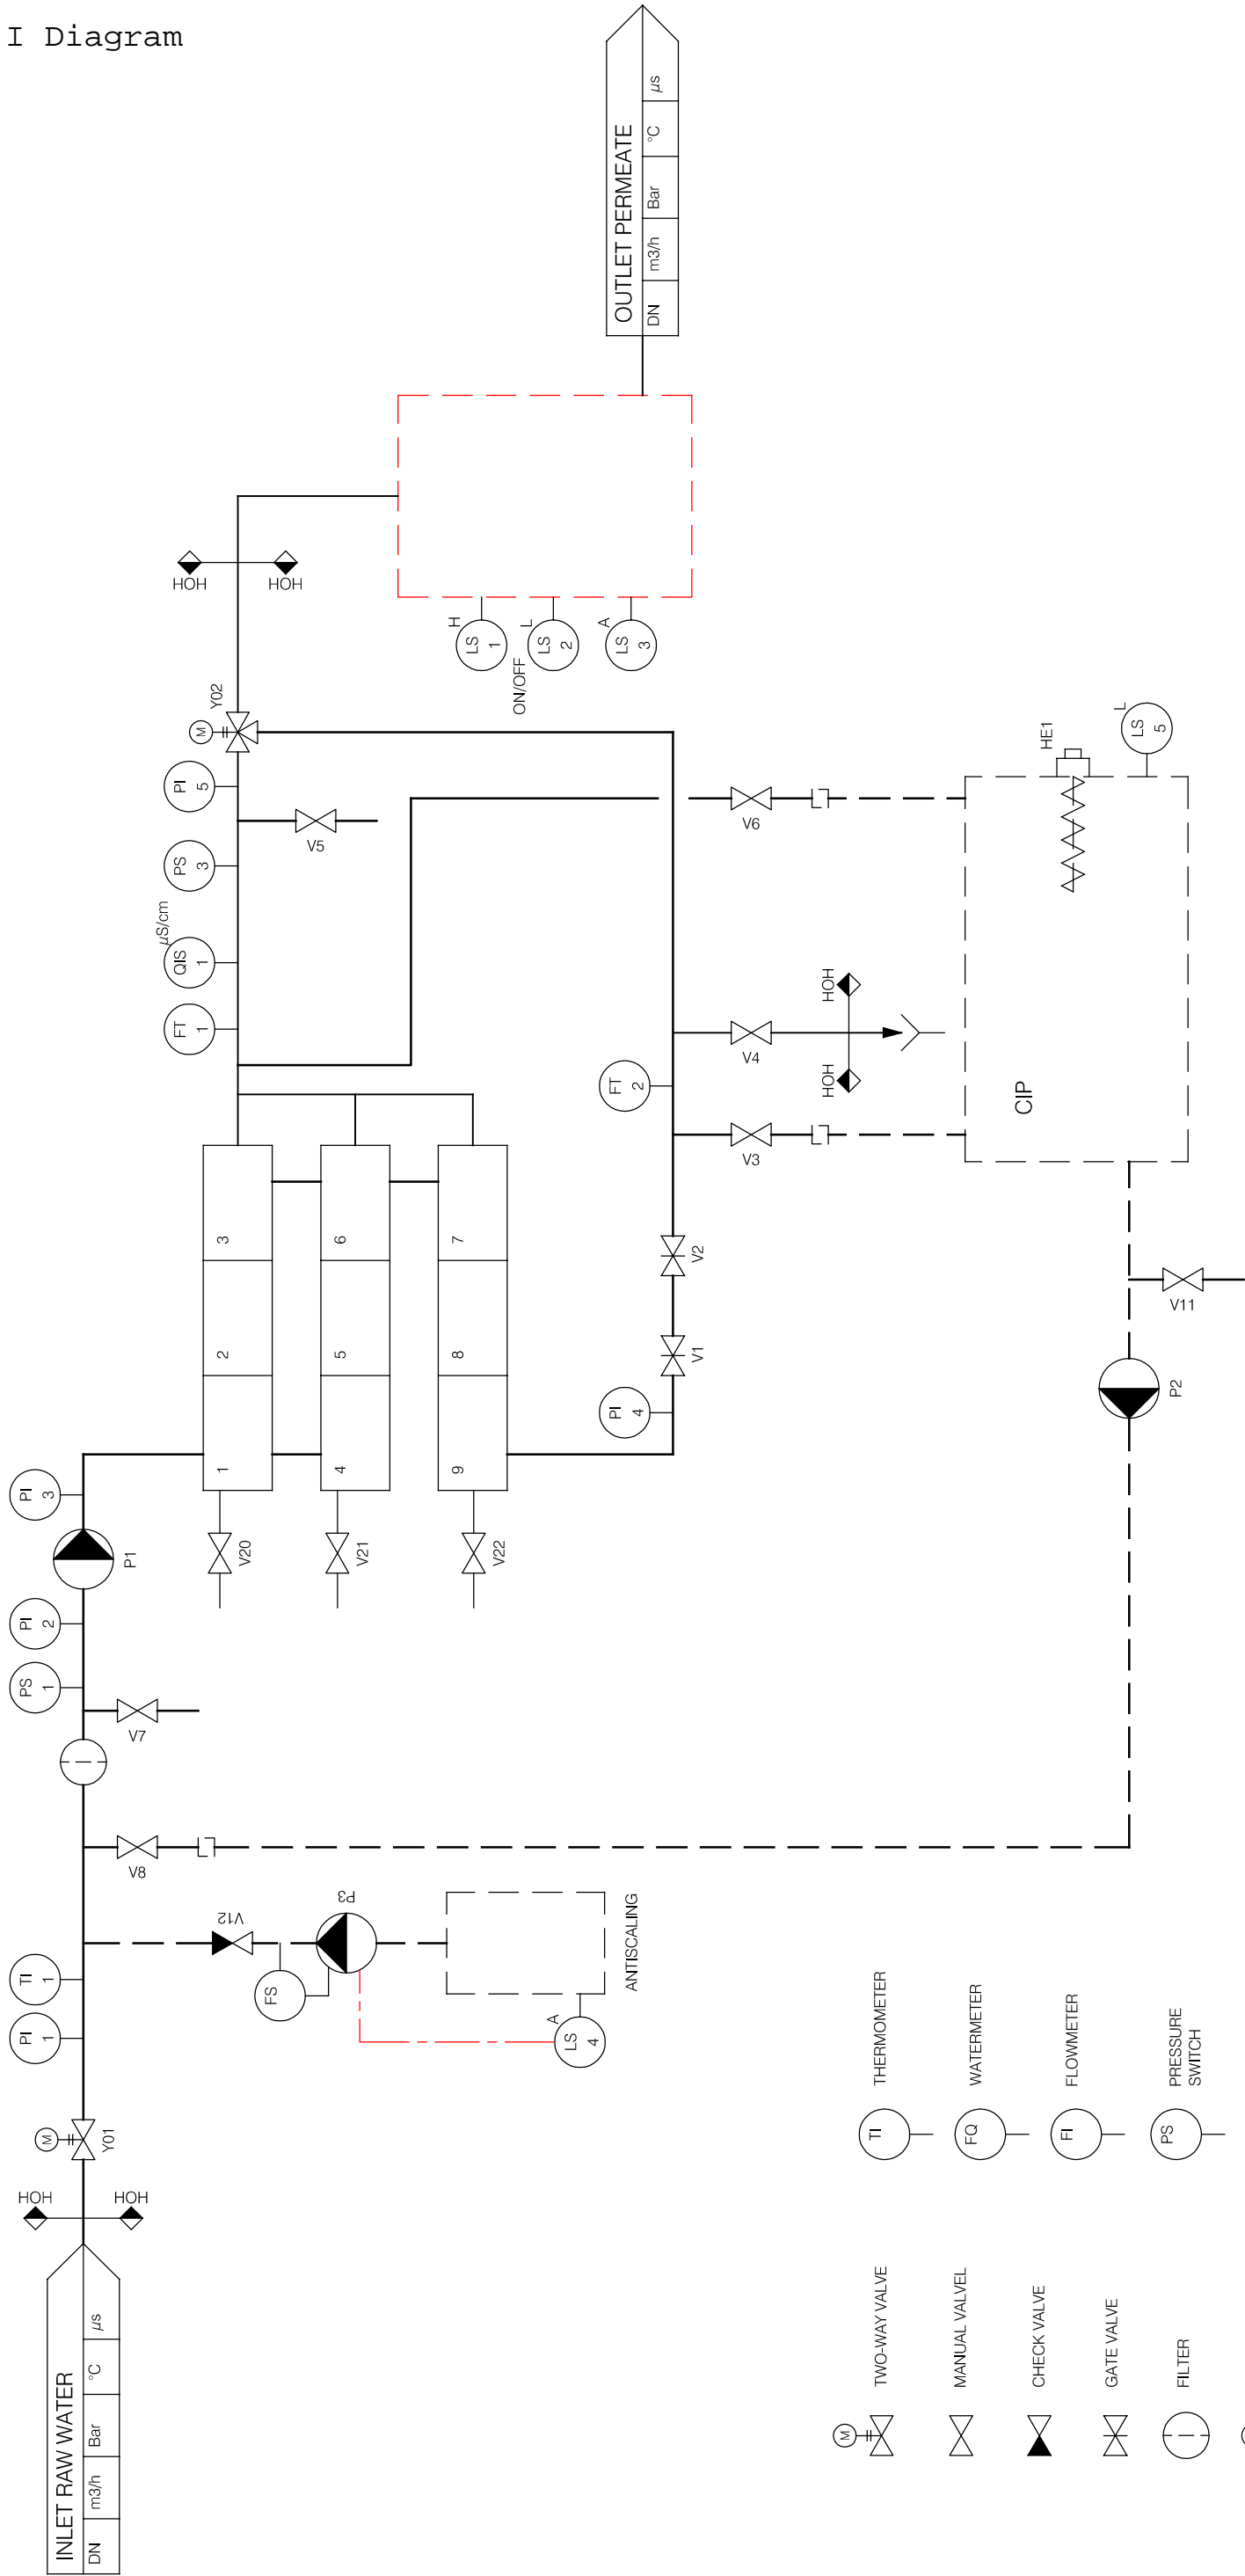 I Diagram
INLET RAW WATER
DN
m3/h
Bar
°C
µs
HOH
HOH
M
Y01
PI
1
TI
1
V8
V7
PS
1
PI
2
P1
PI
3
V12
FS
P3
ANTISCALING
LS
4
A
V20
V21
V22
1
2
3
4
5
6
9
8
7
FT
1
QIS
1
µS/cm
PS
3
PI
5
V5
M
Y02
HOH
HOH
LS
1
H
LS
2
L
ON/OFF
LS
3
A
OUTLET PERMEATE
DN
m3/h
Bar
°C
µs
PI
4
V1
V2
FT
2
V3
V4
V6
HOH
HOH
CIP
HE1
LS
5
L
P2
V11
M
TWO-WAY VALVE
MANUAL VALVEL
CHECK VALVE
GATE VALVE
FILTER
TI
THERMOMETER
FQ
WATERMETER
FI
FLOWMETER
PS
PRESSURE
SWITCH